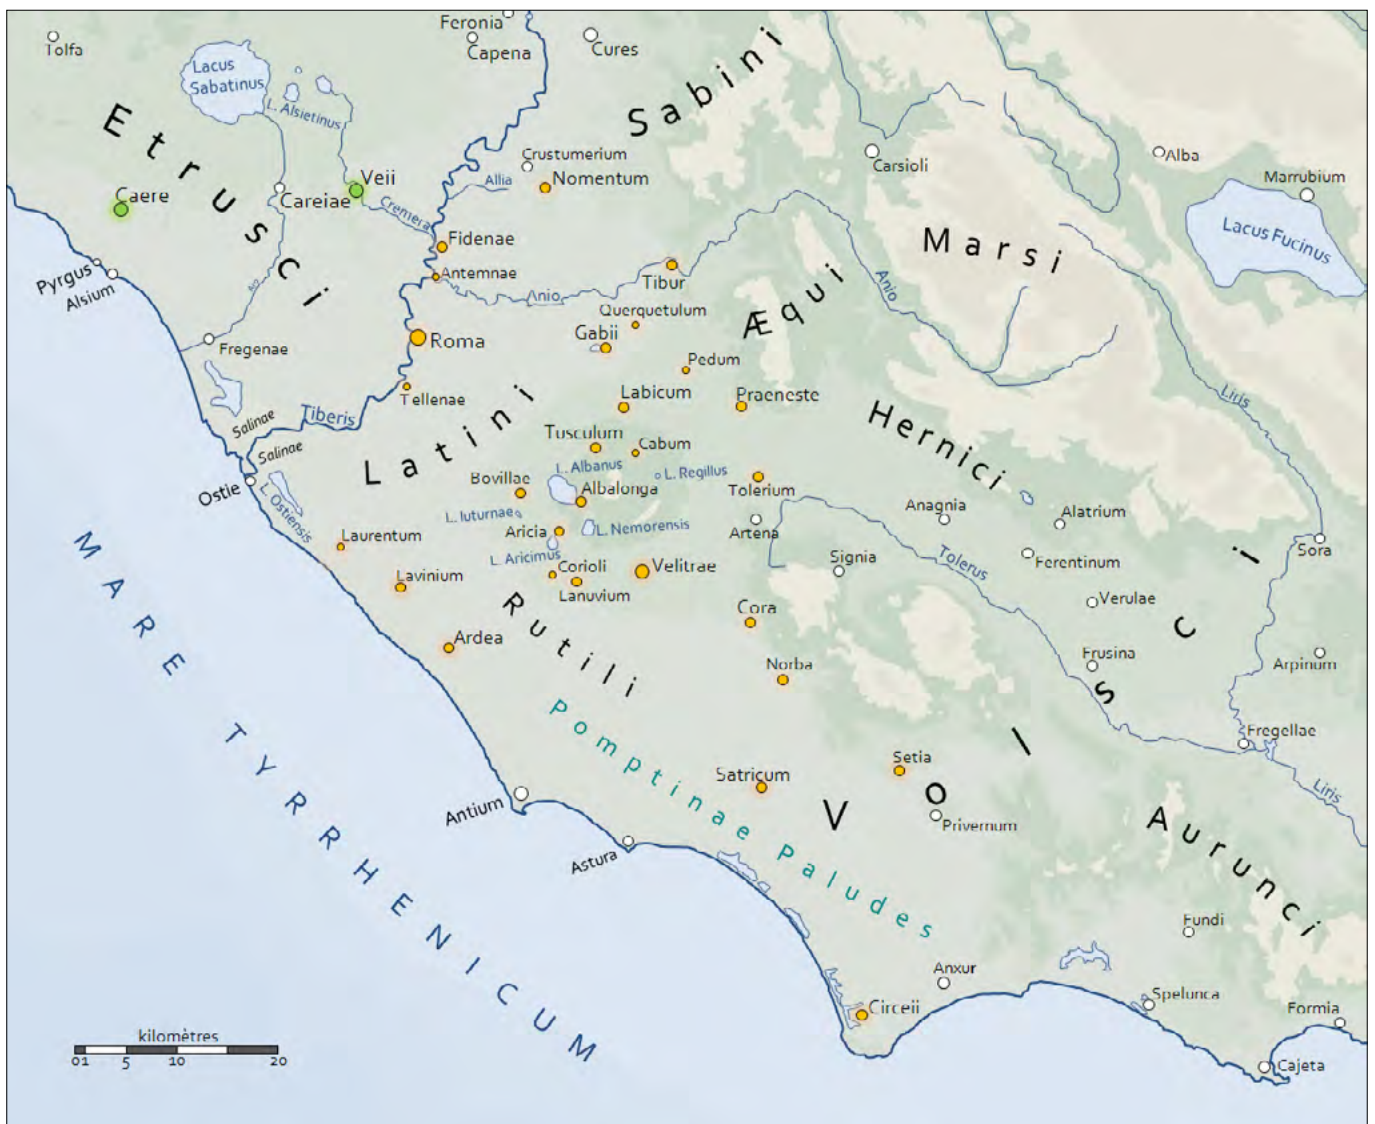 Feronia
Tolfa
Capena
Cures
Lacus
Sabatinus
L. Alsietinus
Sabini
Etrusci
Crustumerium
Carsioli
Alba
Marrubium
Veii
Allia
Nomentum
Caere
Careiae
Cremera
Lacus Fucinus
Fidenae
Marsi
Pyrgus
Antemnae
Alsium
Tibur
Anio
Anio
Æqui
Querquetulum
Gabii
Roma
Fregenae
Pedum
Tellenae
Labicum
Praeneste
Liris
Latini
Salinae
Tiberis
Hernici
Tusculum
Cabum
Salinae
L. Albanus
L. Regillus
Bovillae
Albalonga
Tolerium
Ostie
L. Ostiensis
Anagnia
Alatrium
L. Iuturnae
Aricia
L. Nemorensis
Artena
Laurentum
Signia
Tolerus
Ferentinum
Sora
L. Aricimus
Corioli
Velitrae
Lavinium
Lanuvium
Verulae
Rutili
Cora
Ardea
Norba
Frusina
Arpinum
Volsci
MARE TYRRHENICUM
Pomptinae Paludes
Fregellae
Setia
Satricum
Liris
Antium
Privernum
Aurunci
Astura
Fundi
Anxur
Spelunca
Circeii
Formia
kilomètres
01 5 10 20
Cajeta